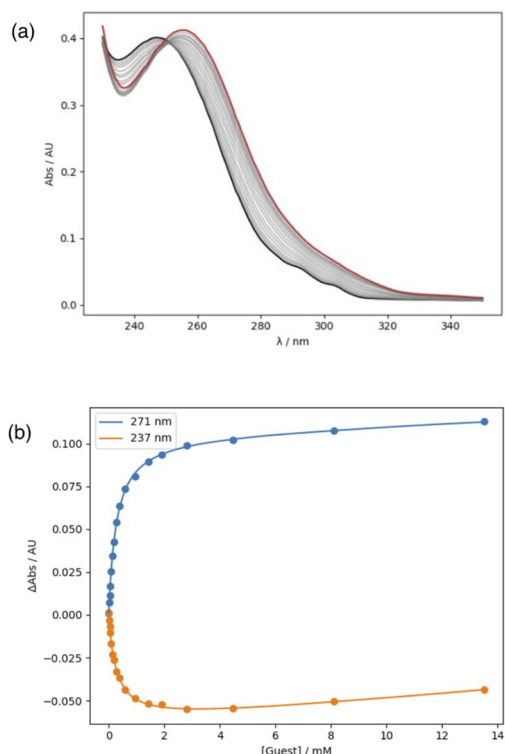 (a)
0.4
0.3
0.2
0.1
0.0
Abs / AU
240 260 280 300 320 340
λ / nm
(b)
271 nm
237 nm
0.100
0.075
0.050
0.025
0.000
−0.025
−0.050
ΔAbs / AU
0 2 4 6 8 10 12 14
[Guest] / mM